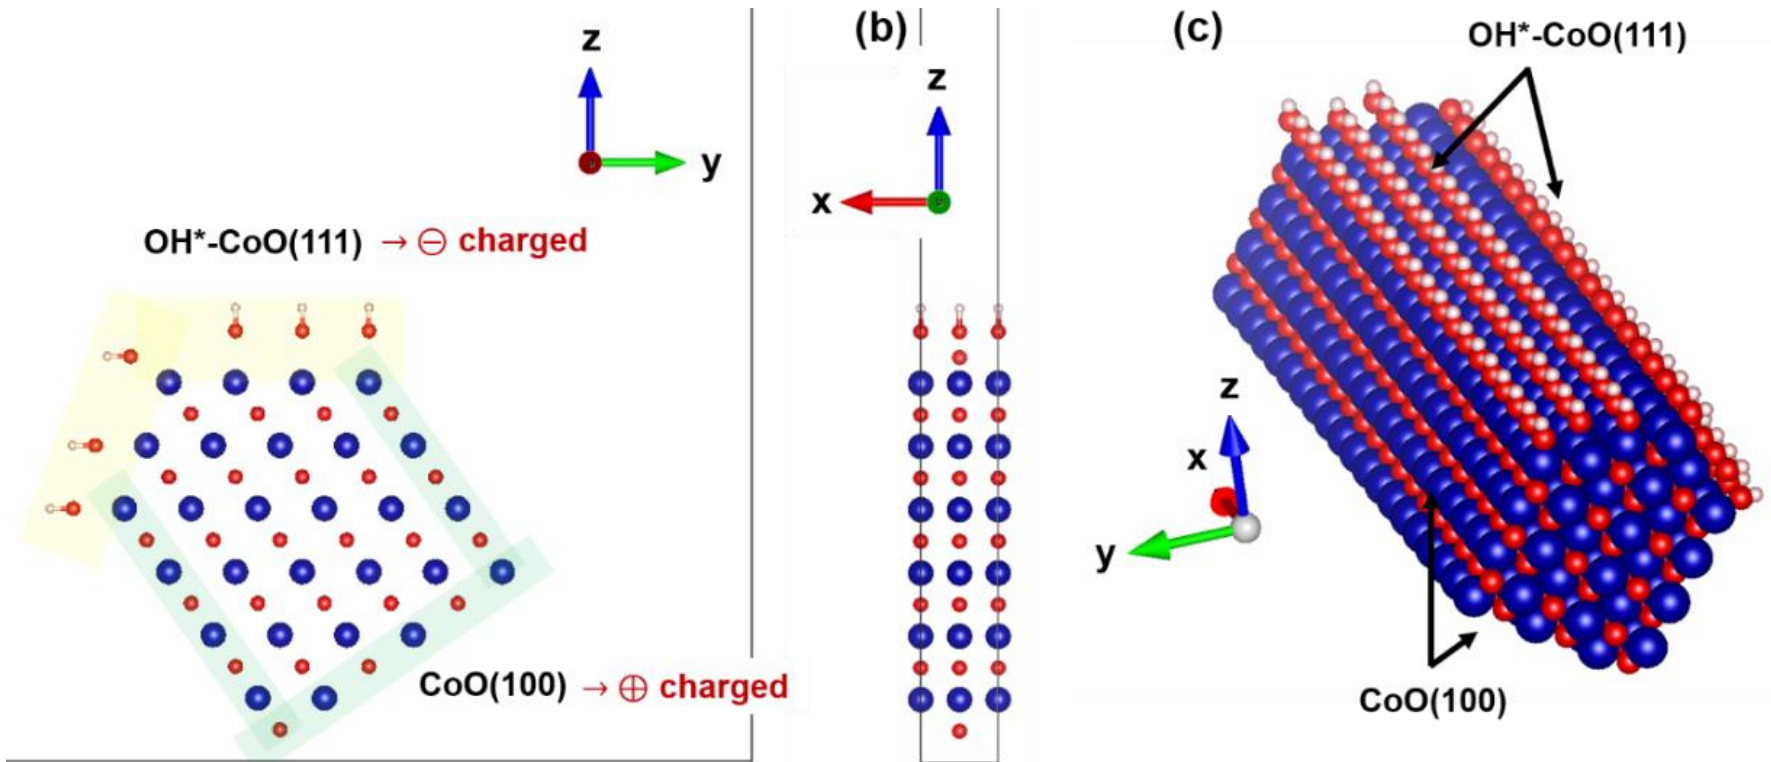 z
y
OH*-CoO(111) → ⊖ charged
CoO(100) → ⊕ charged
(b)
z
x
(c)
OH*-CoO(111)
z
x
y
CoO(100)